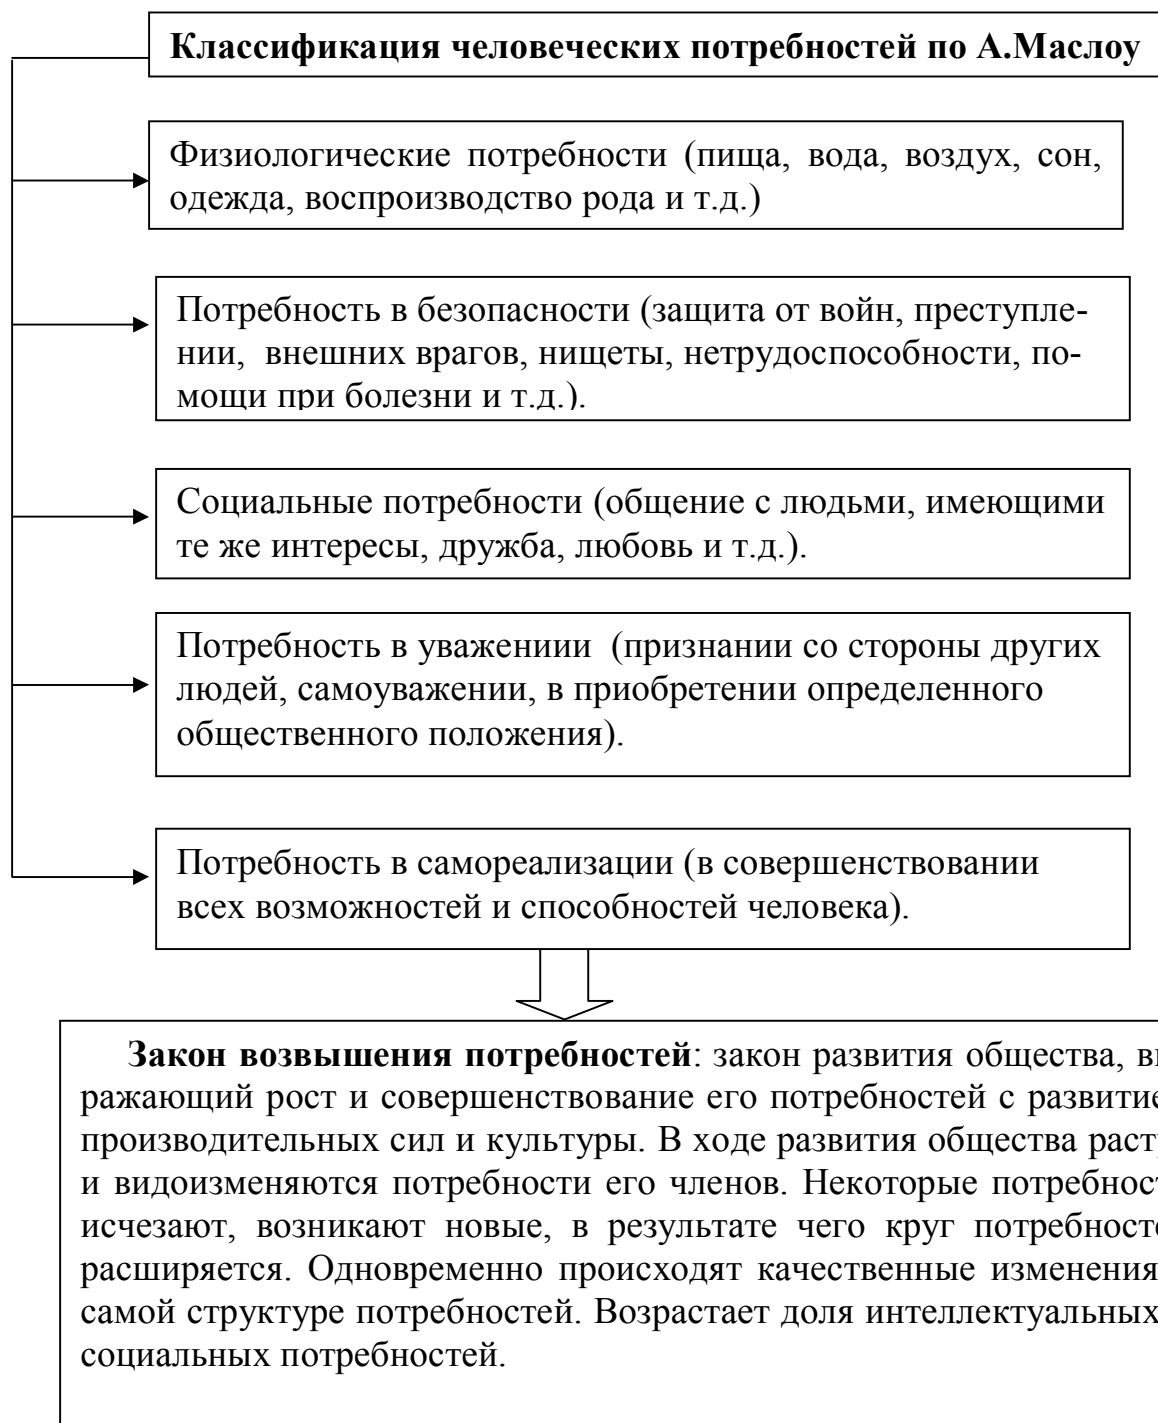 Классификация человеческих потребностей по А.Маслоу
Физиологические потребности (пища, вода, воздух, сон,
одежда, воспроизводство рода и т.д.)
Потребность в безопасности (защита от войн, преступле-
нии, внешних врагов, нищеты, нетрудоспособности, по-
мощи при болезни и т.д.).
Социальные потребности (общение с людьми, имеющими
те же интересы, дружба, любовь и т.д.).
Потребность в уважениии (признании со стороны других
людей, самоуважении, в приобретении определенного
общественного положения).
Потребность в самореализации (в совершенствовании
всех возможностей и способностей человека).
Закон возвышения потребностей: закон развития общества,
ражающий рост и совершенствование его потребностей с
производительных сил и культуры. В ходе развития общества
и видоизменяются потребности его членов. Некоторые
исчезают, возникают новые, в результате чего круг
расширяется. Одновременно происходят качественные изменения
самой структуре потребностей. Возрастает доля интеллектуальных
социальных потребностей.